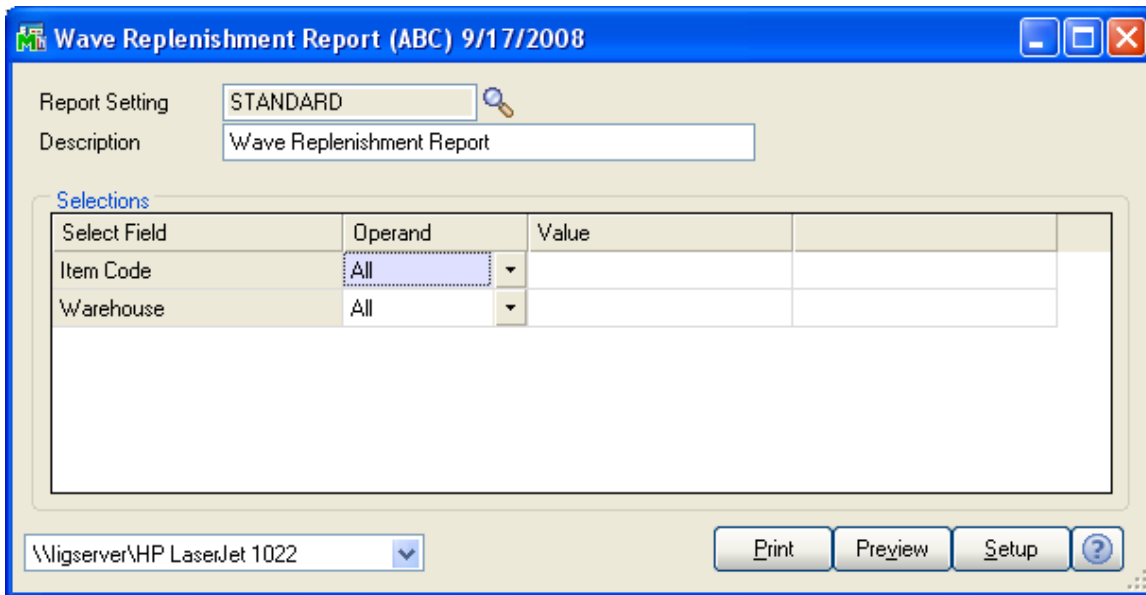 Wave Replenishment Report (ABC) 9/17/2008
Report Setting STANDARD
Description Wave Replenishment Report
Selections
Select Field Operand Value
Item Code All
Warehouse All
\\ligserver\HP LaserJet 1022 Print Preview Setup ?